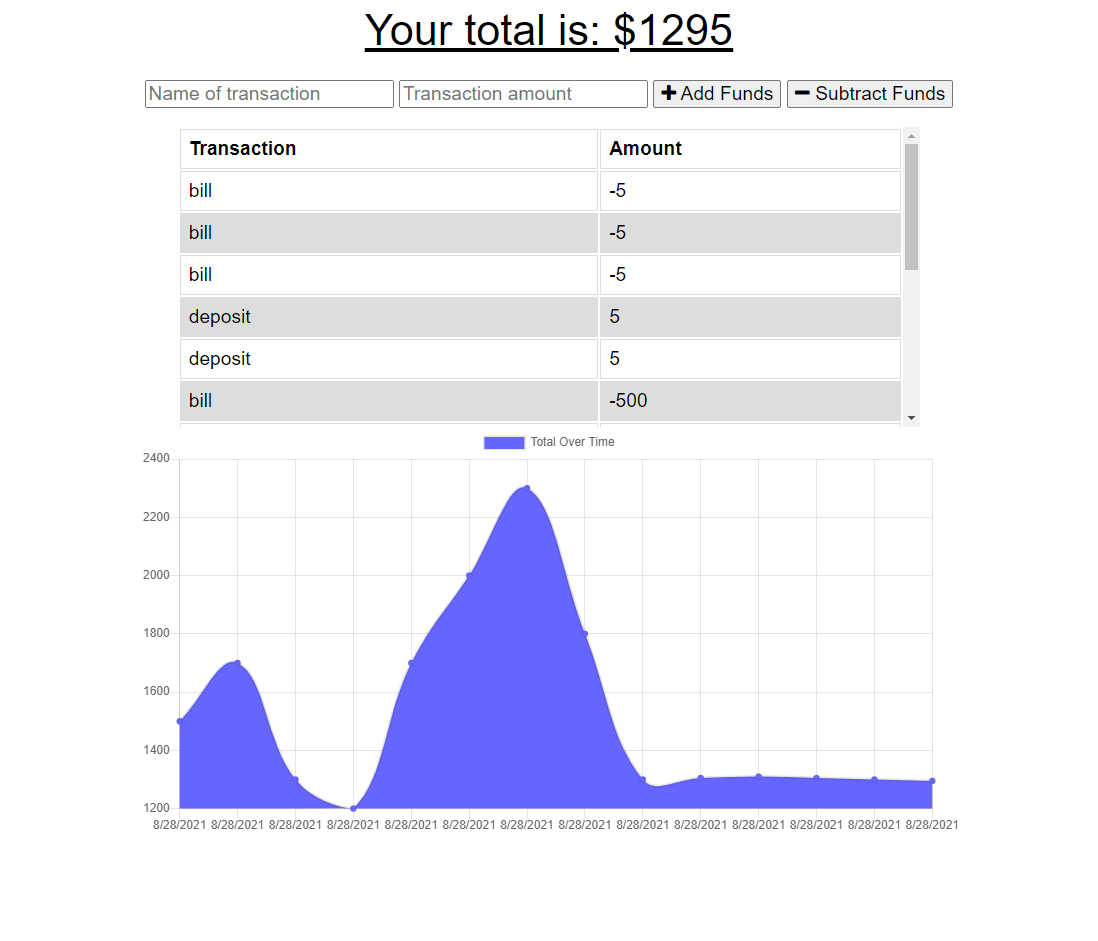 Your total is: $1295
Name of transaction Transaction amount Add Funds Subtract Funds
Transaction Amount
bill -5
bill -5
bill -5
deposit 5
deposit 5
bill -500
Total Over Time
2400
2200
2000
1800
1600
1400
1200
8/28/2021 8/28/2021 8/28/2021 8/28/2021 8/28/2021 8/28/2021 8/28/2021 8/28/2021 8/28/2021 8/28/2021 8/28/2021 8/28/2021 8/28/2021 8/28/2021